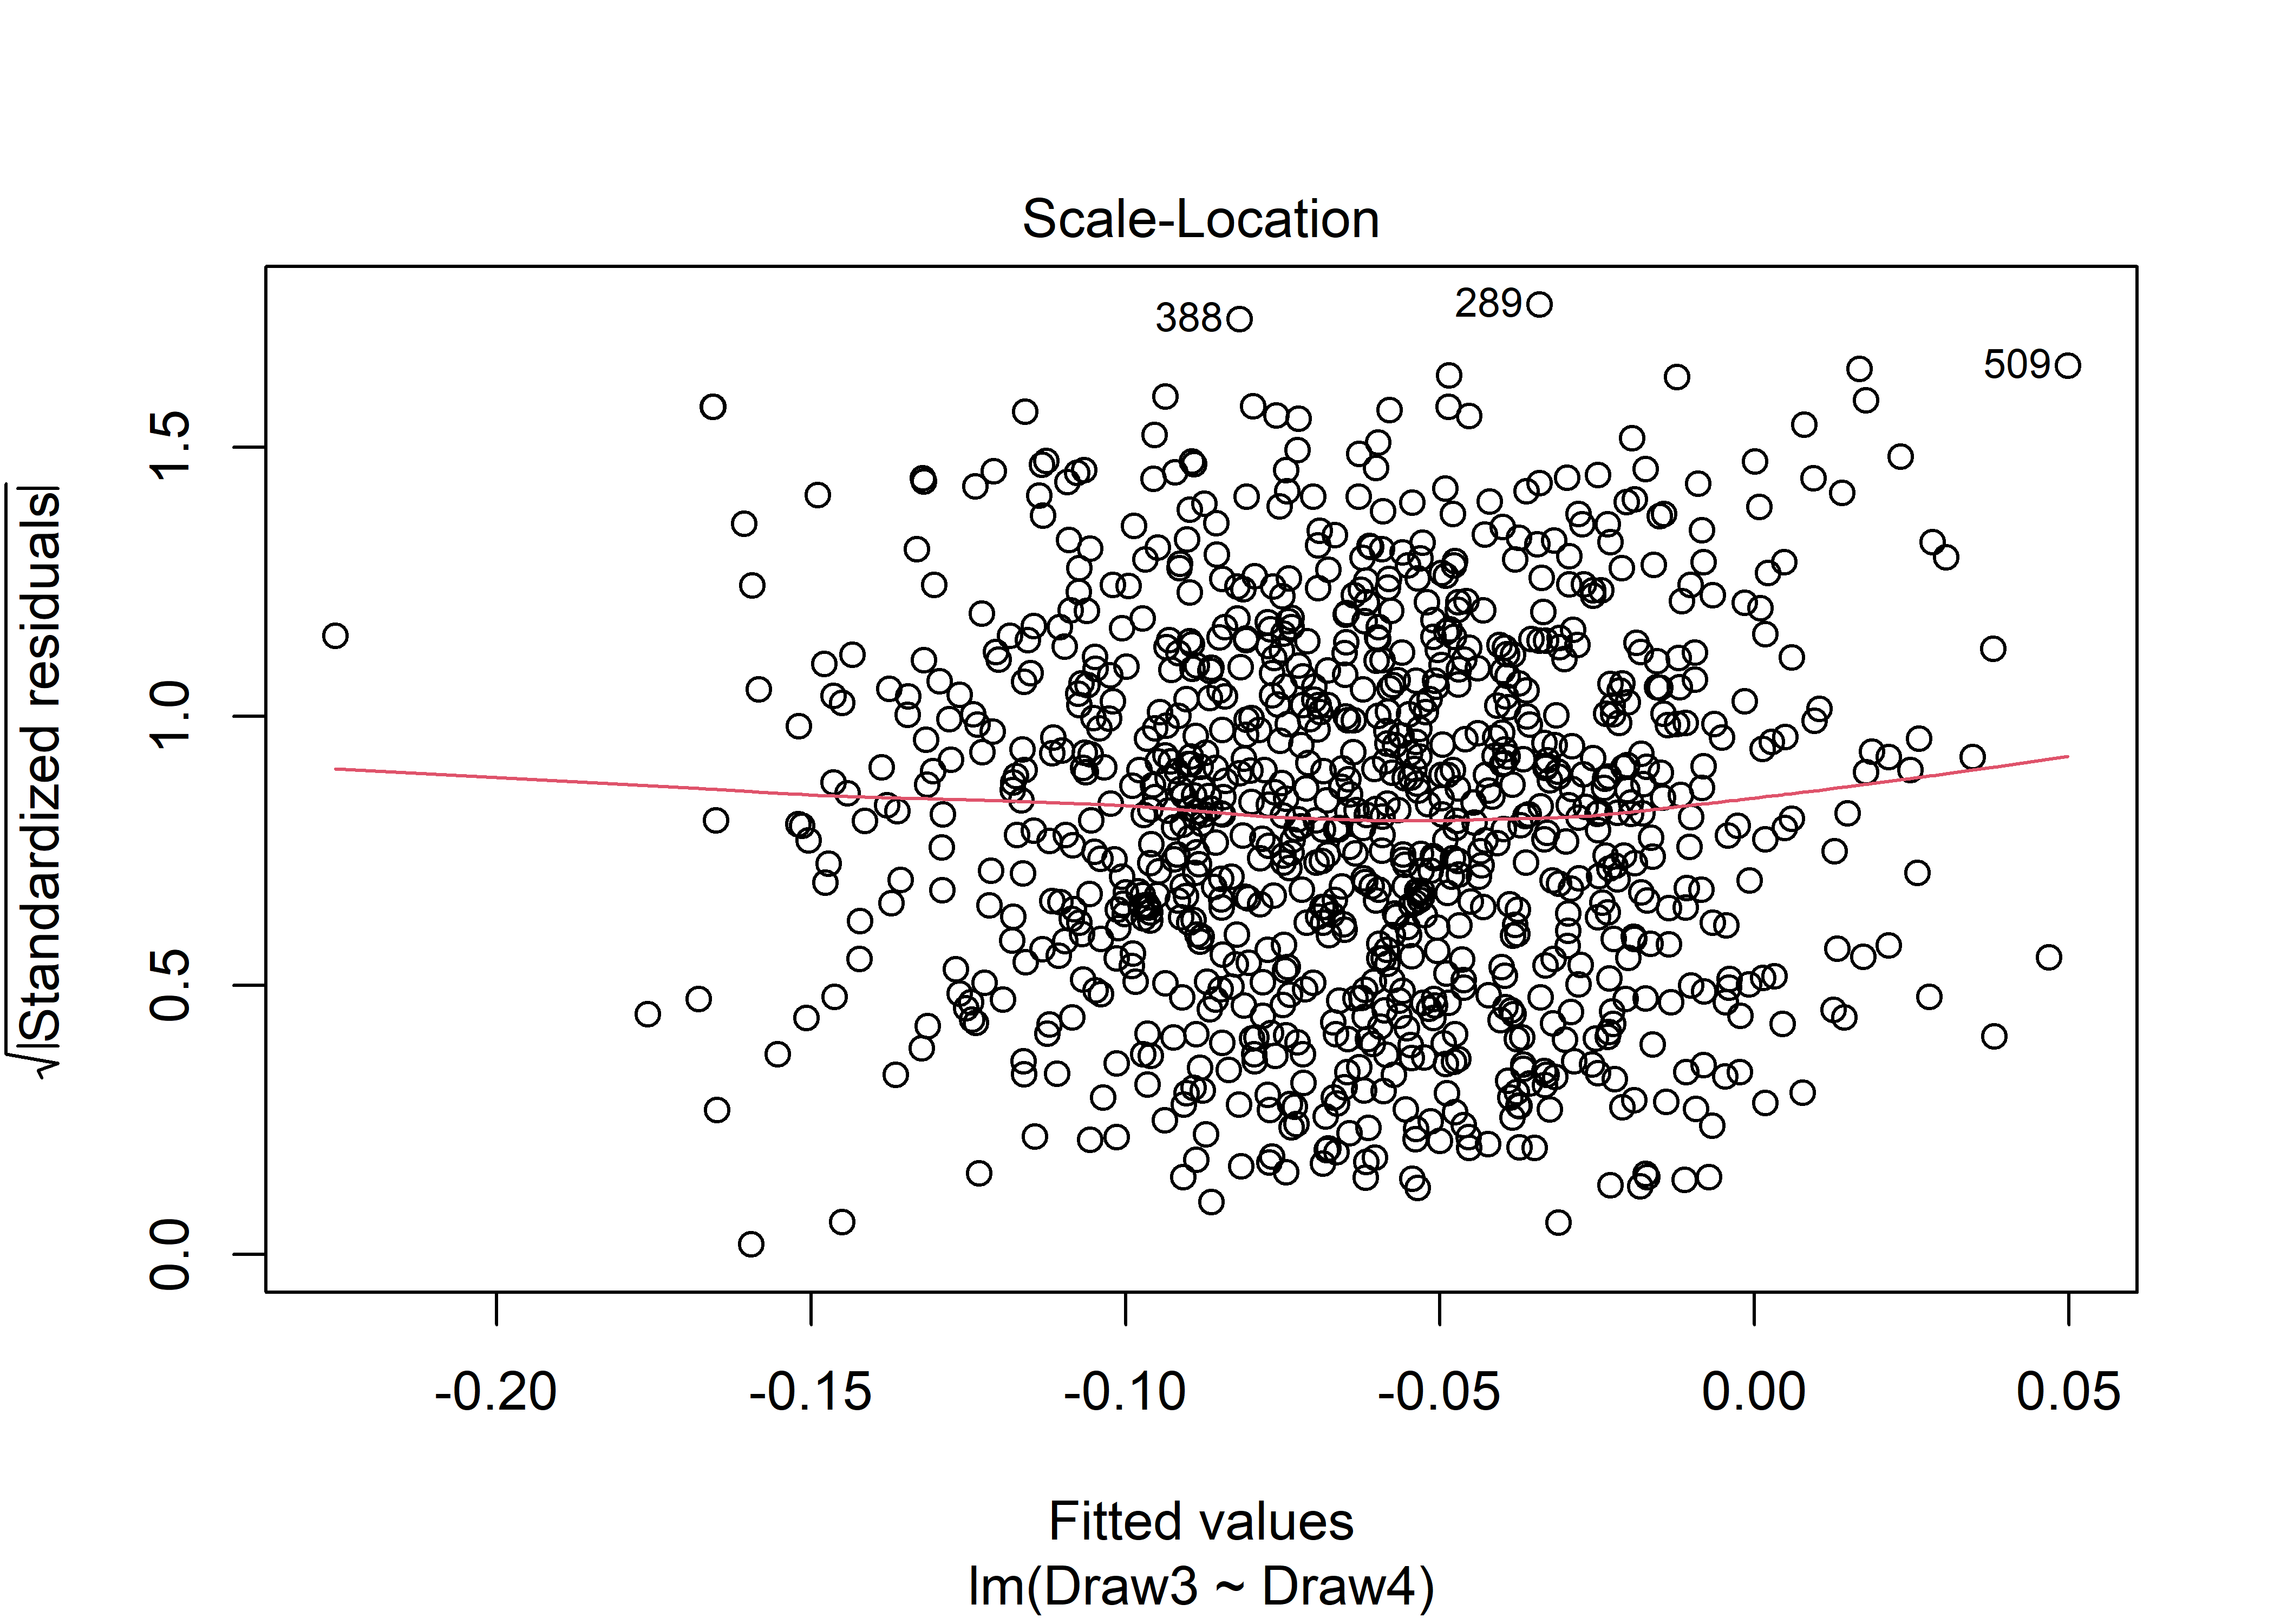 Scale-Location
388
289
509
√|Standardized residuals|
1.5
1.0
0.5
0.0
-0.20 -0.15 -0.10 -0.05 0.00 0.05
Fitted values
lm(Draw3 ~ Draw4)